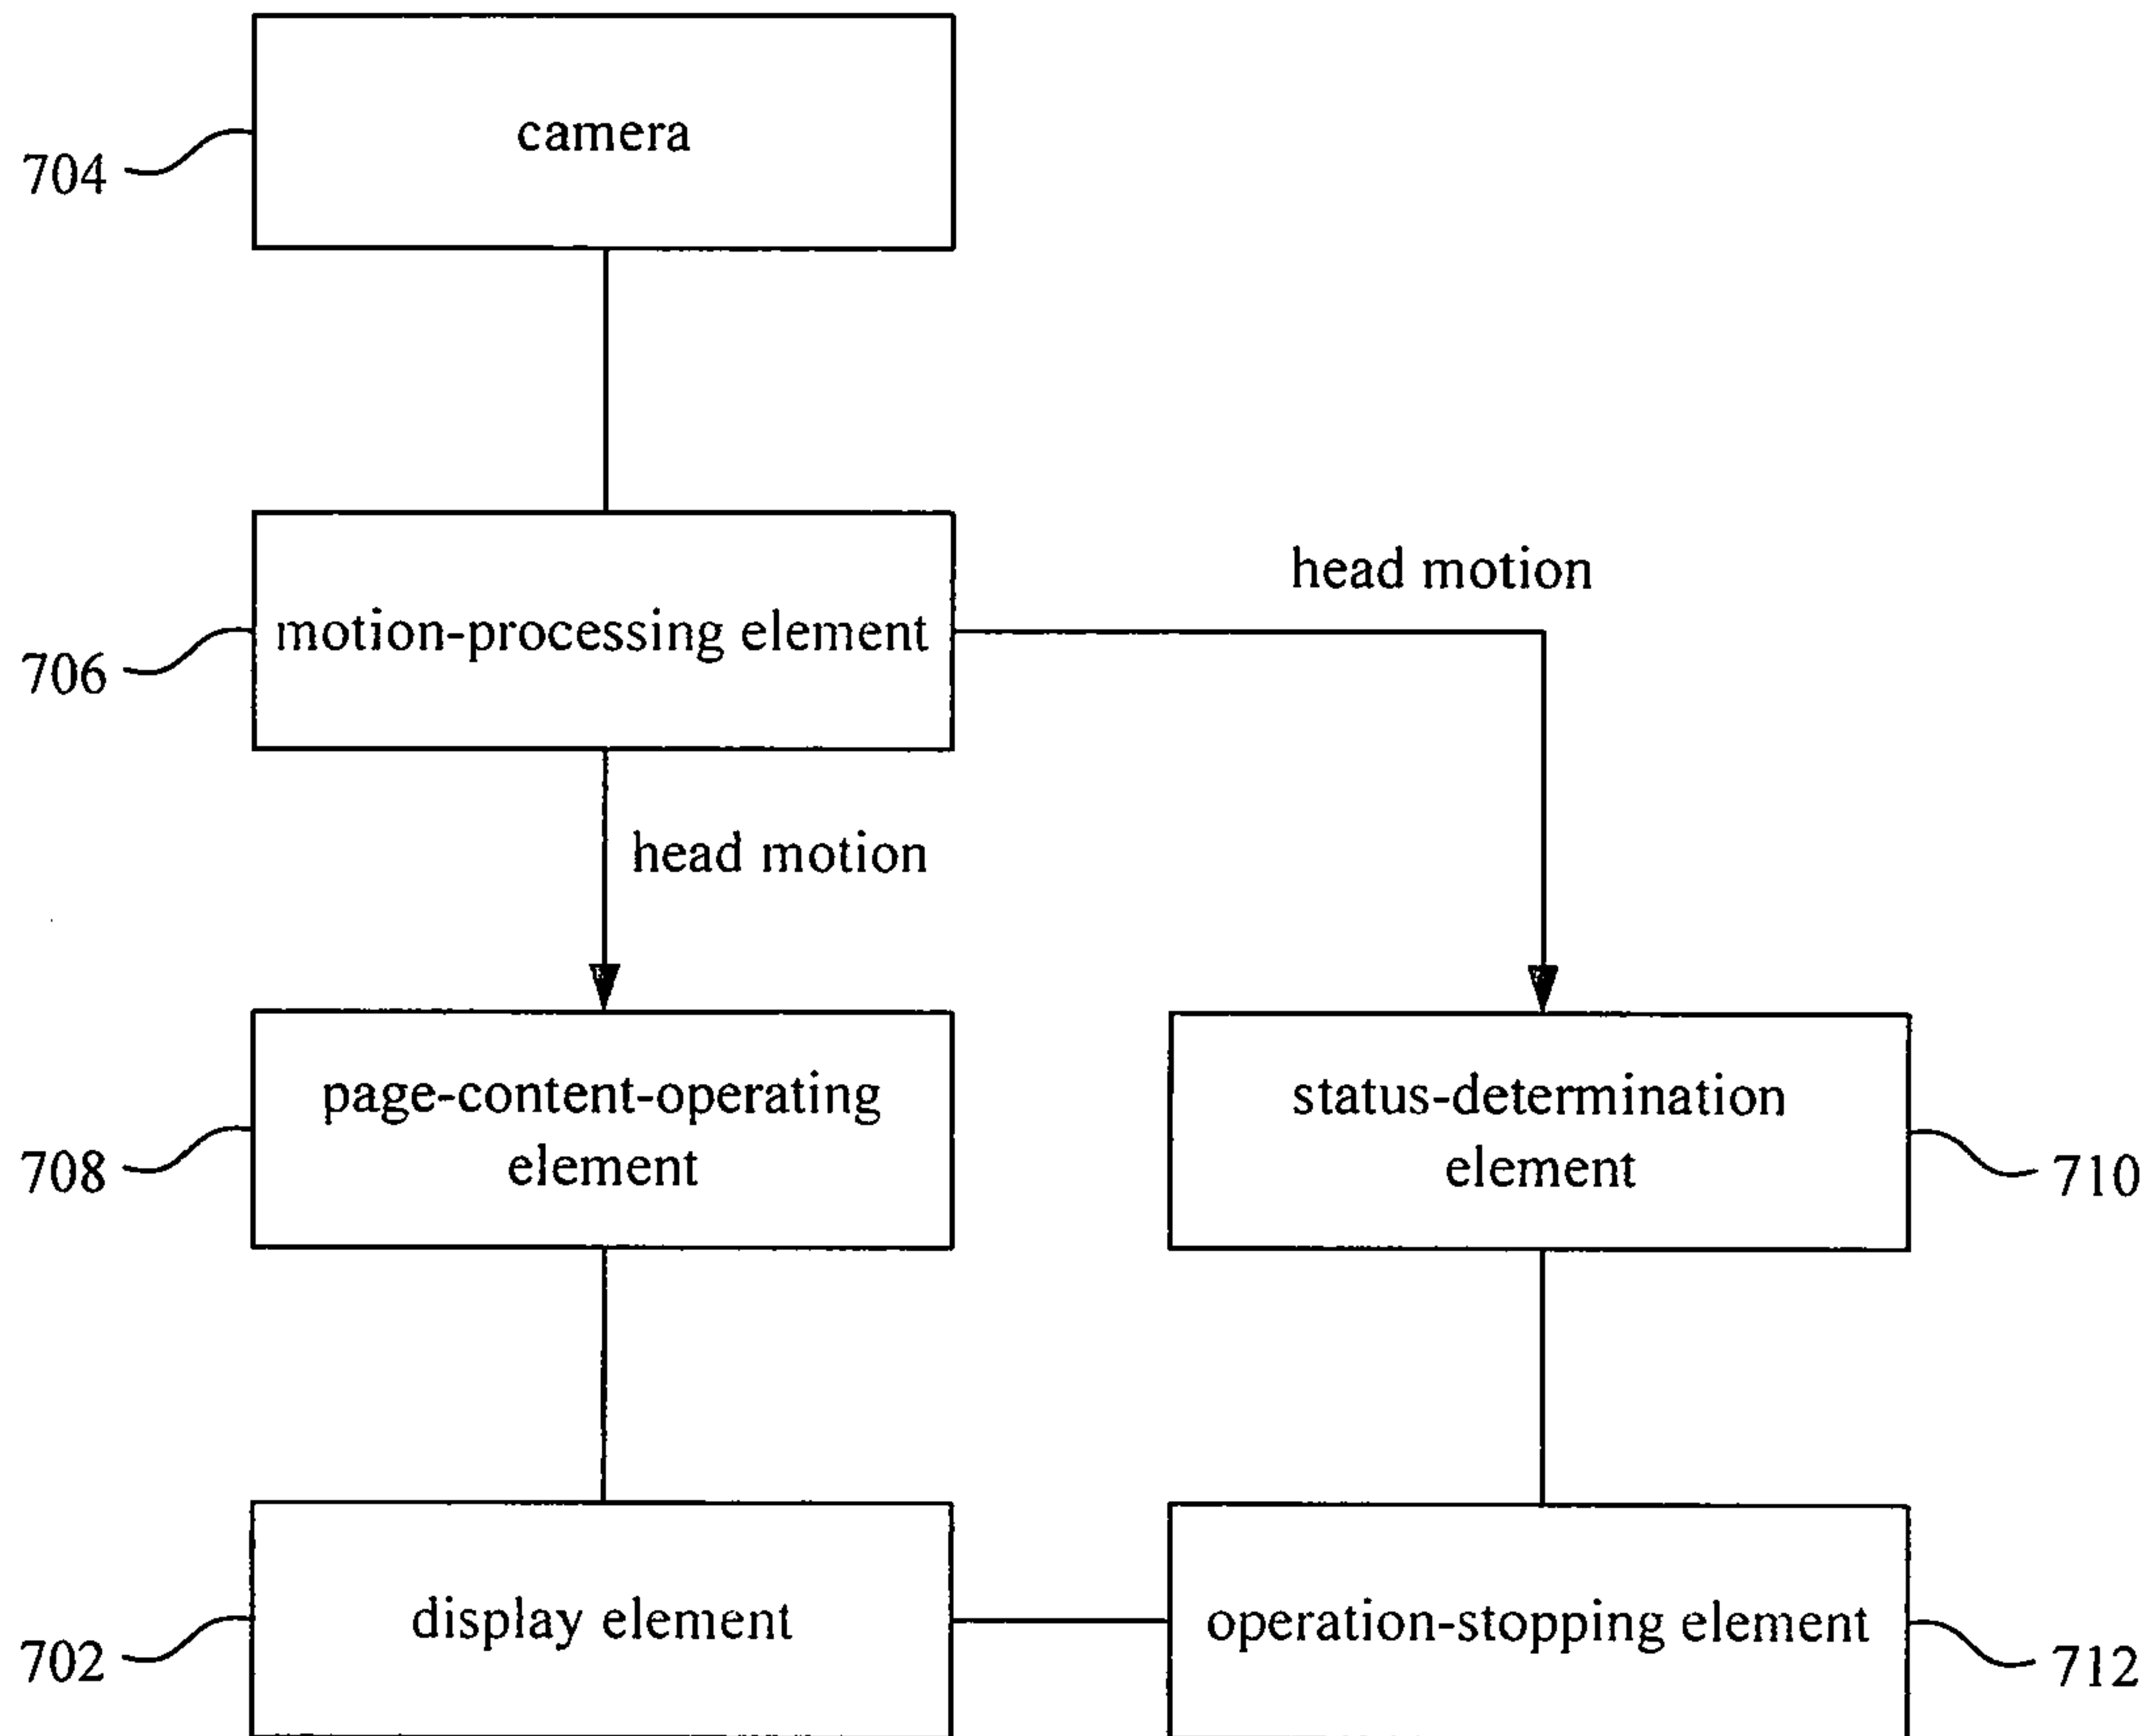 camera
704
head motion
motion-processing element
706
head motion
page-content-operating
element
708
status-determination
element
710
display element
702
operation-stopping element
712